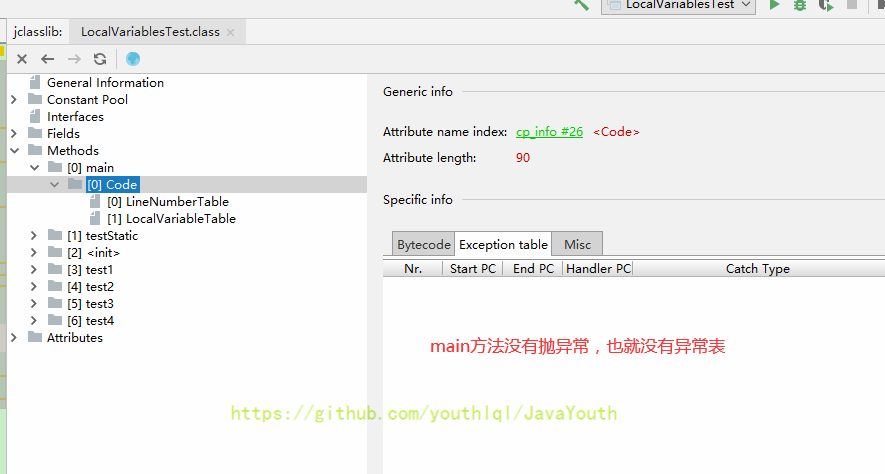 LocalVariablesTest
jclasslib:
LocalVariablesTest.class
General Information
Constant Pool
Interfaces
Fields
Methods
[0] main
[0] Code
[0] LineNumberTable
[1] LocalVariableTable
[1] testStatic
[2] <init>
[3] test1
[4] test2
[5] test3
[6] test4
Attributes
Generic info
Attribute name index: cp_info #26 <Code>
Attribute length: 90
Specific info
Bytecode Exception table Misc
Nr. Start PC End PC Handler PC Catch Type
main方法没有抛异常，也就没有异常表
https://github.com/youthlql/JavaYouth